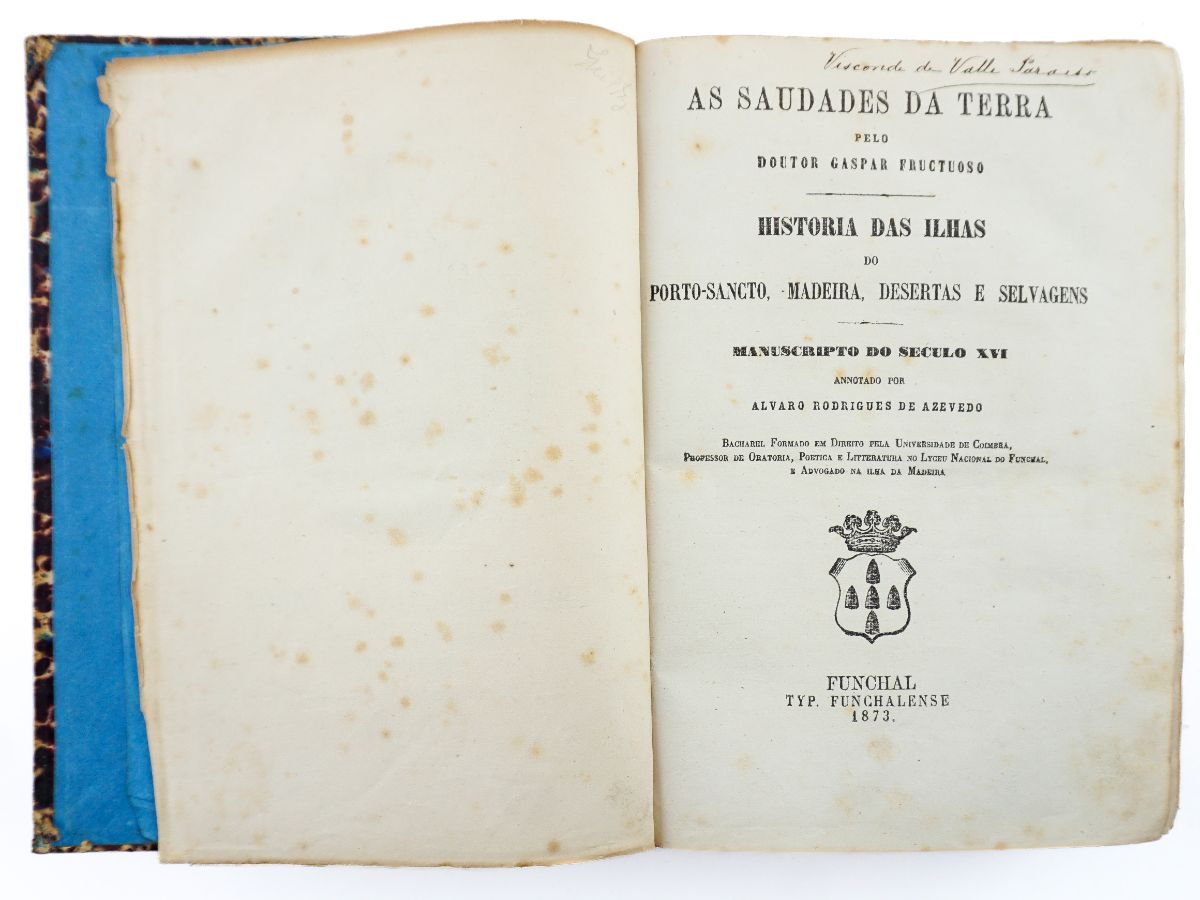 Visconde de Valle Paraiso
AS SAUDADES DA TERRA
PELO
DOUTOR GASPAR FRUCTUOSO
HISTORIA DAS ILHAS
DO
PORTO-SANCTO, MADEIRA, DESERTAS E SELVAGENS
MANUSCRIPTO DO SECULO XVI
ANNOTADO POR
ALVARO RODRIGUES DE AZEVEDO
BACHAREL FORMADO EM DIREITO PELA UNIVERSIDADE DE COIMBRA,
PROFESSOR DE ORATORIA, POETICA E LITTERATURA NO LYCEU NACIONAL DO FUNCHAL,
E ADVOGADO NA ILHA DA MADEIRA
FUNCHAL
TYP. FUNCHALENSE
1873.